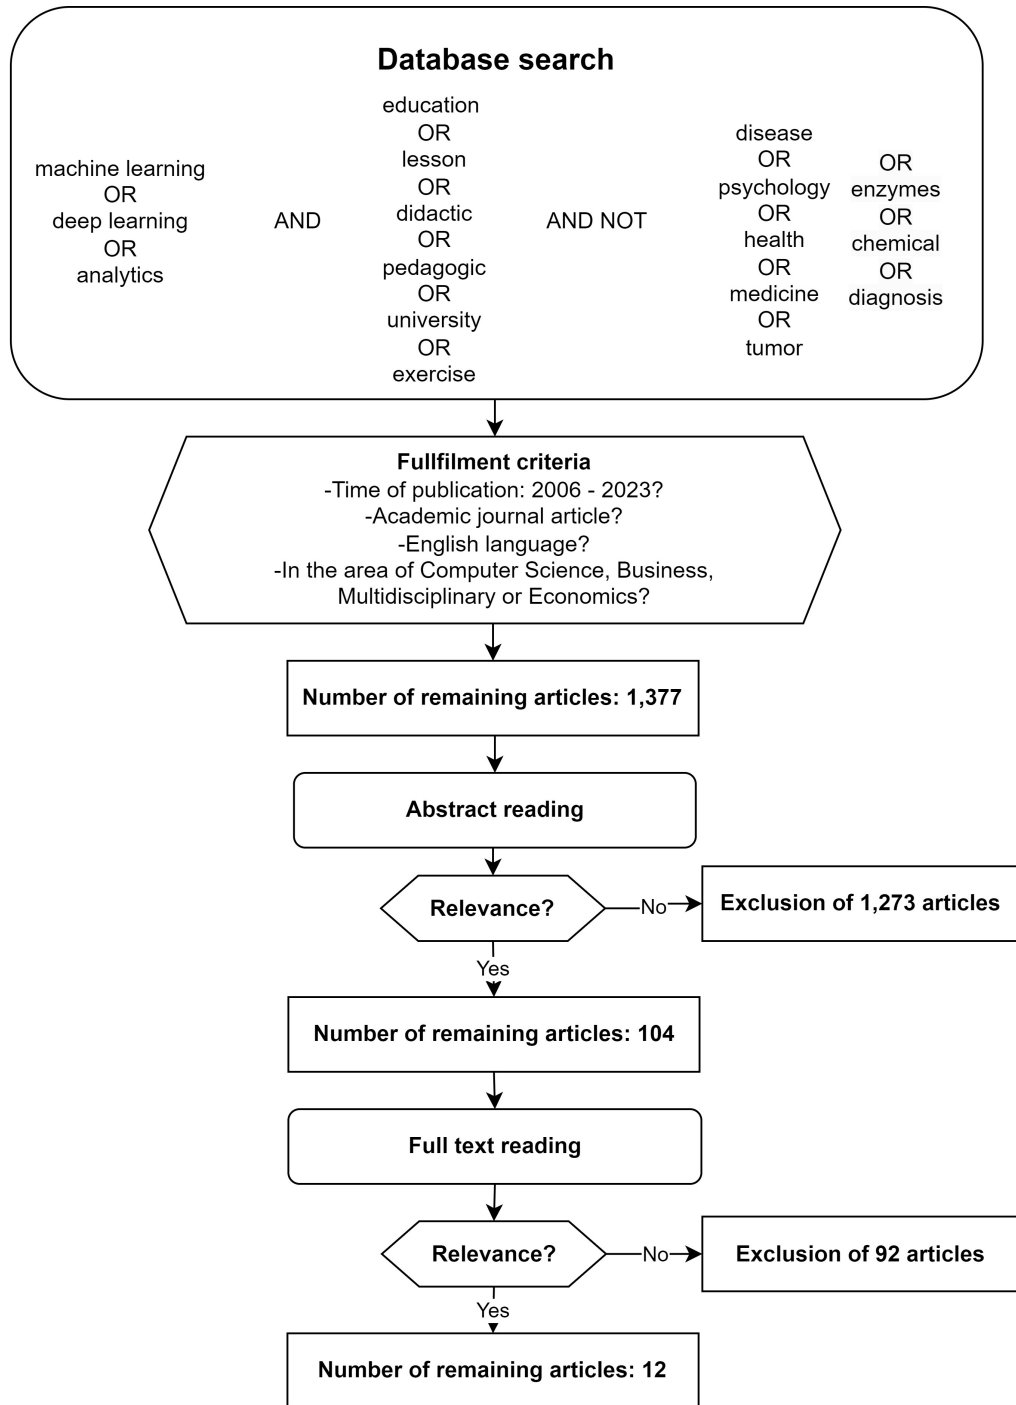 Database search
machine learning
OR
deep learning
OR
analytics
AND
education
OR
lesson
OR
didactic
OR
pedagogic
OR
university
OR
exercise
AND NOT
disease
OR
psychology
OR
health
OR
medicine
OR
tumor
OR
enzymes
OR
chemical
OR
diagnosis
Fullfilment criteria
-Time of publication: 2006 - 2023?
-Academic journal article?
-English language?
-In the area of Computer Science, Business,
Multidisciplinary or Economics?
Number of remaining articles: 1,377
Abstract reading
Relevance?
No
Exclusion of 1,273 articles
Yes
Number of remaining articles: 104
Full text reading
Relevance?
No
Exclusion of 92 articles
Yes
Number of remaining articles: 12